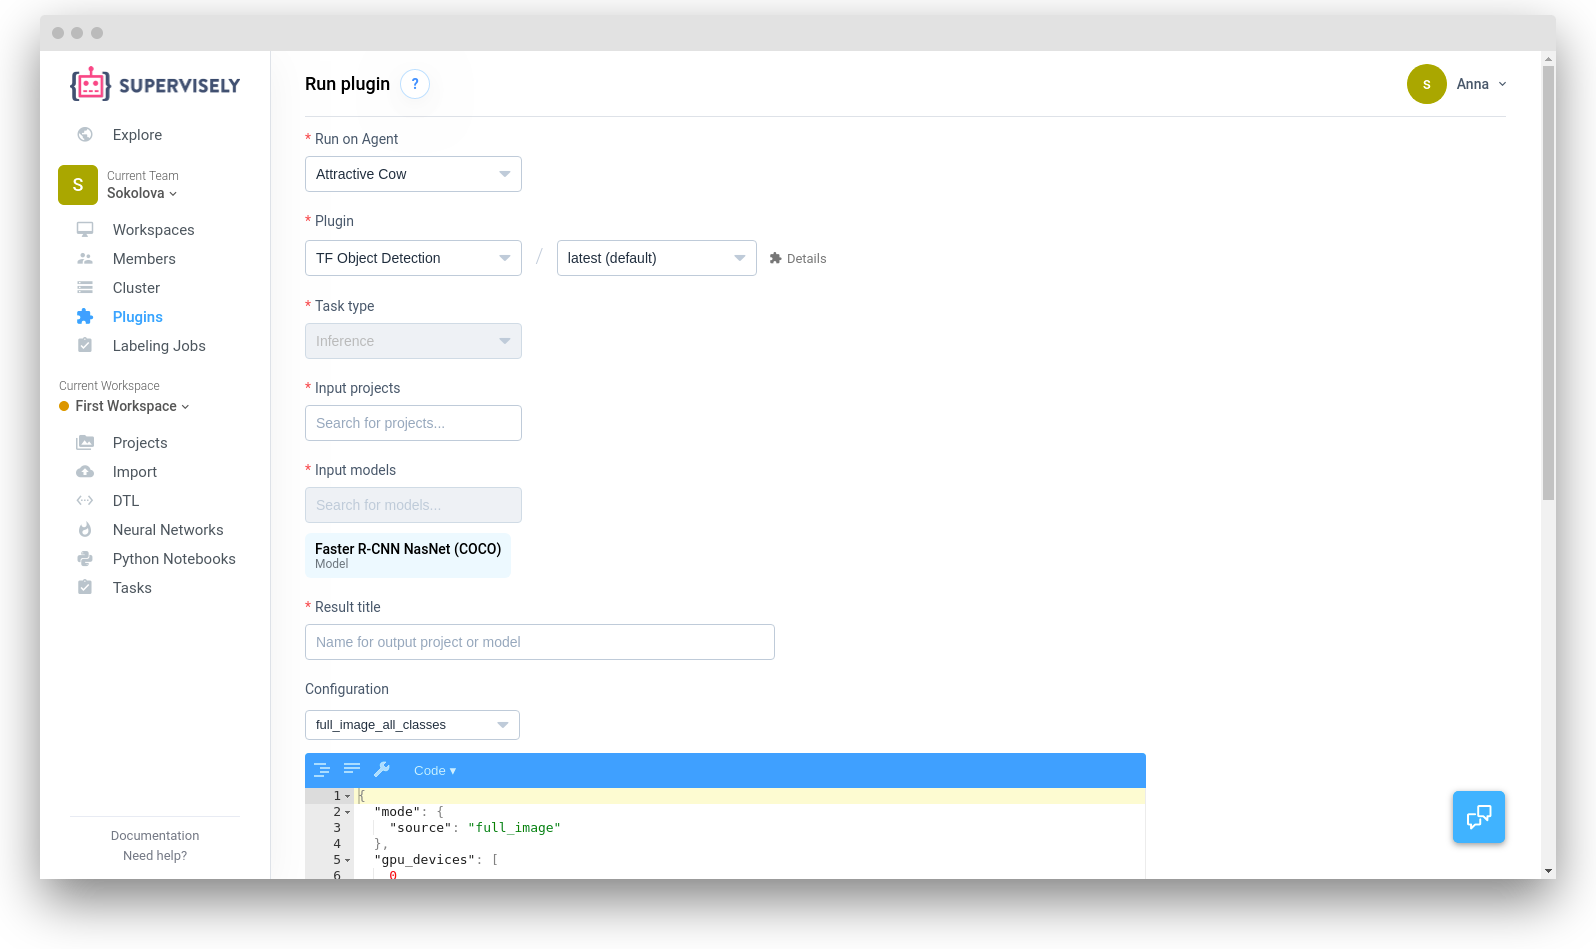 SUPERVISELY
Explore
S
Current Team
Sokolova
Workspaces
Members
Cluster
Plugins
Labeling Jobs
Current Workspace
First Workspace
Projects
Import
DTL
Neural Networks
Python Notebooks
Tasks
Documentation
Need help?
Run plugin ?
S Anna
* Run on Agent
Attractive Cow
* Plugin
TF Object Detection / latest (default) Details
* Task type
Inference
* Input projects
Search for projects...
* Input models
Search for models...
Faster R-CNN NasNet (COCO)
Model
* Result title
Name for output project or model
Configuration
full_image_all_classes
Code ▾
1 {
2 "mode": {
3 "source": "full_image"
4 },
5 "gpu_devices": [
6 0